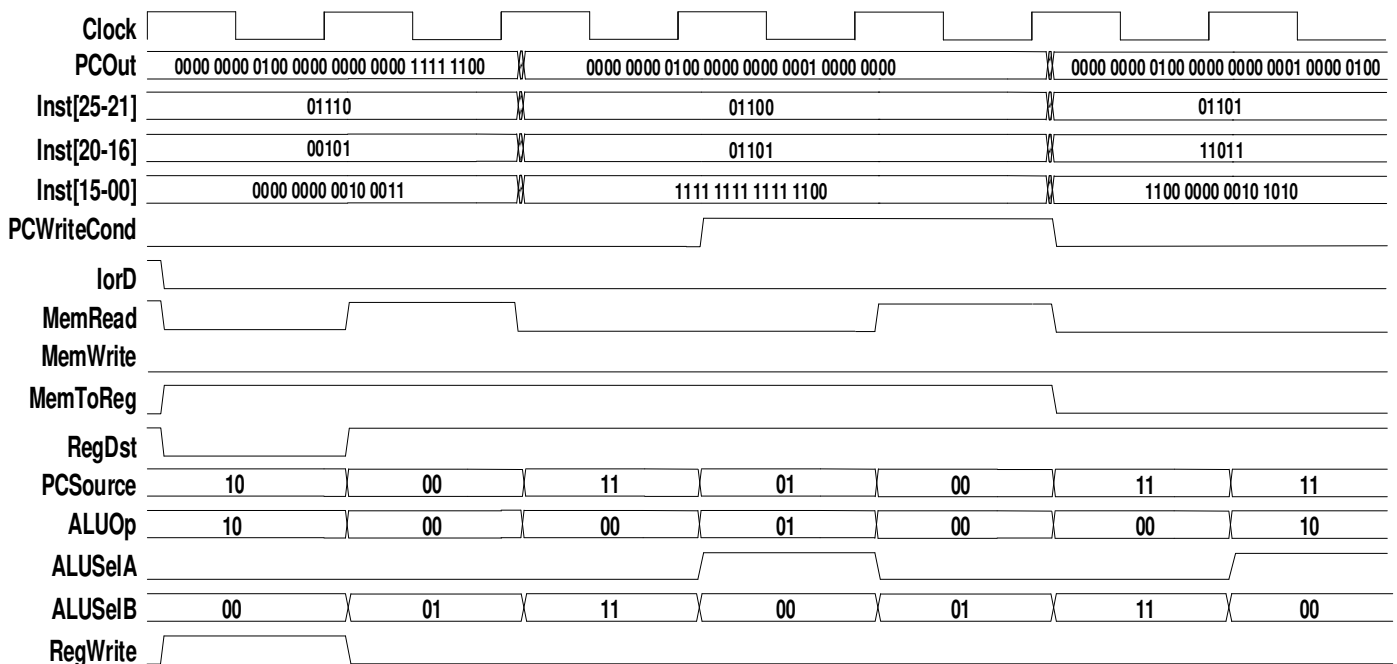 Clock
PCOut 0000 0000 0100 0000 0000 0000 1111 1100 0000 0000 0100 0000 0000 0001 0000 0000 0000 0000 0100 0000 0000 0001 0000 0100
Inst[25-21] 01110 01100 01101
Inst[20-16] 00101 01101 11011
Inst[15-00] 0000 0000 0010 0011 1111 1111 1111 1100 1100 0000 0010 1010
PCWriteCond
IorD
MemRead
MemWrite
MemToReg
RegDst
PCSource 10 00 11 01 00 11 11
ALUOp 10 00 00 01 00 00 10
ALUSelA
ALUSelB 00 01 11 00 01 11 00
RegWrite